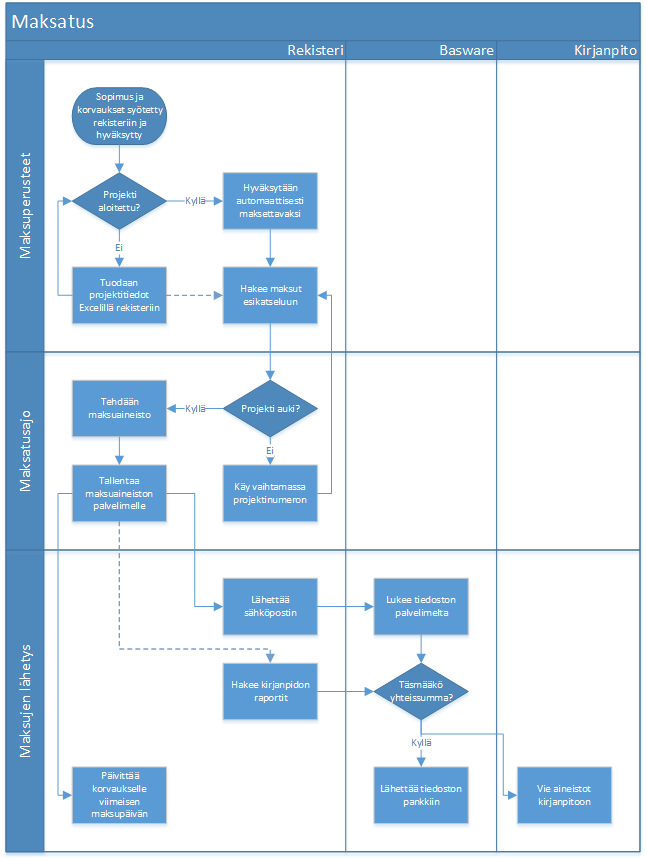 Maksatus
Rekisteri
Basware
Kirjanpito
Maksuperusteet
Sopimus ja
korvaukset syötetty
rekisteriin ja
hyväksytty
Projekti
aloitettu?
Kyllä
Hyväksytään
automaattisesti
maksettavaksi
Ei
Tuodaan
projektitiedot
Excelillä rekisteriin
Hakee maksut
esikatseluun
Maksatusajo
Tehdään
maksuaineisto
Kyllä
Projekti auki?
Ei
Tallentaa
maksuaineiston
palvelimelle
Käy vaihtamassa
projektinumeron
Maksujen lähetys
Lähettää
sähköpostin
Lukee tiedoston
palvelimelta
Hakee kirjanpidon
raportit
Täsmääkö
yhteissumma?
Kyllä
Päivittää
korvaukselle
viimeisen
maksupäivän
Lähettää tiedoston
pankkiin
Vie aineistot
kirjanpitoon